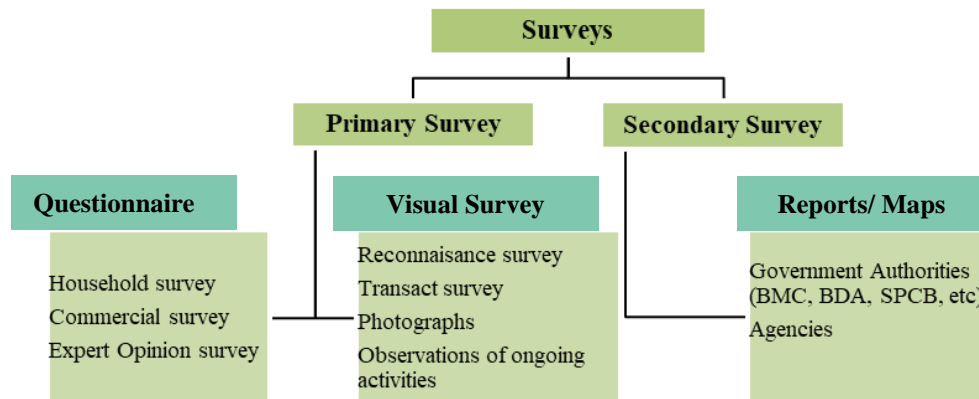 Surveys
Primary Survey
Secondary Survey
Questionnaire
Household survey
Commercial survey
Expert Opinion survey
Visual Survey
Reconnaisance survey
Transact survey
Photographs
Observations of ongoing
activities
Reports/ Maps
Government Authorities
(BMC, BDA, SPCB, etc)
Agencies